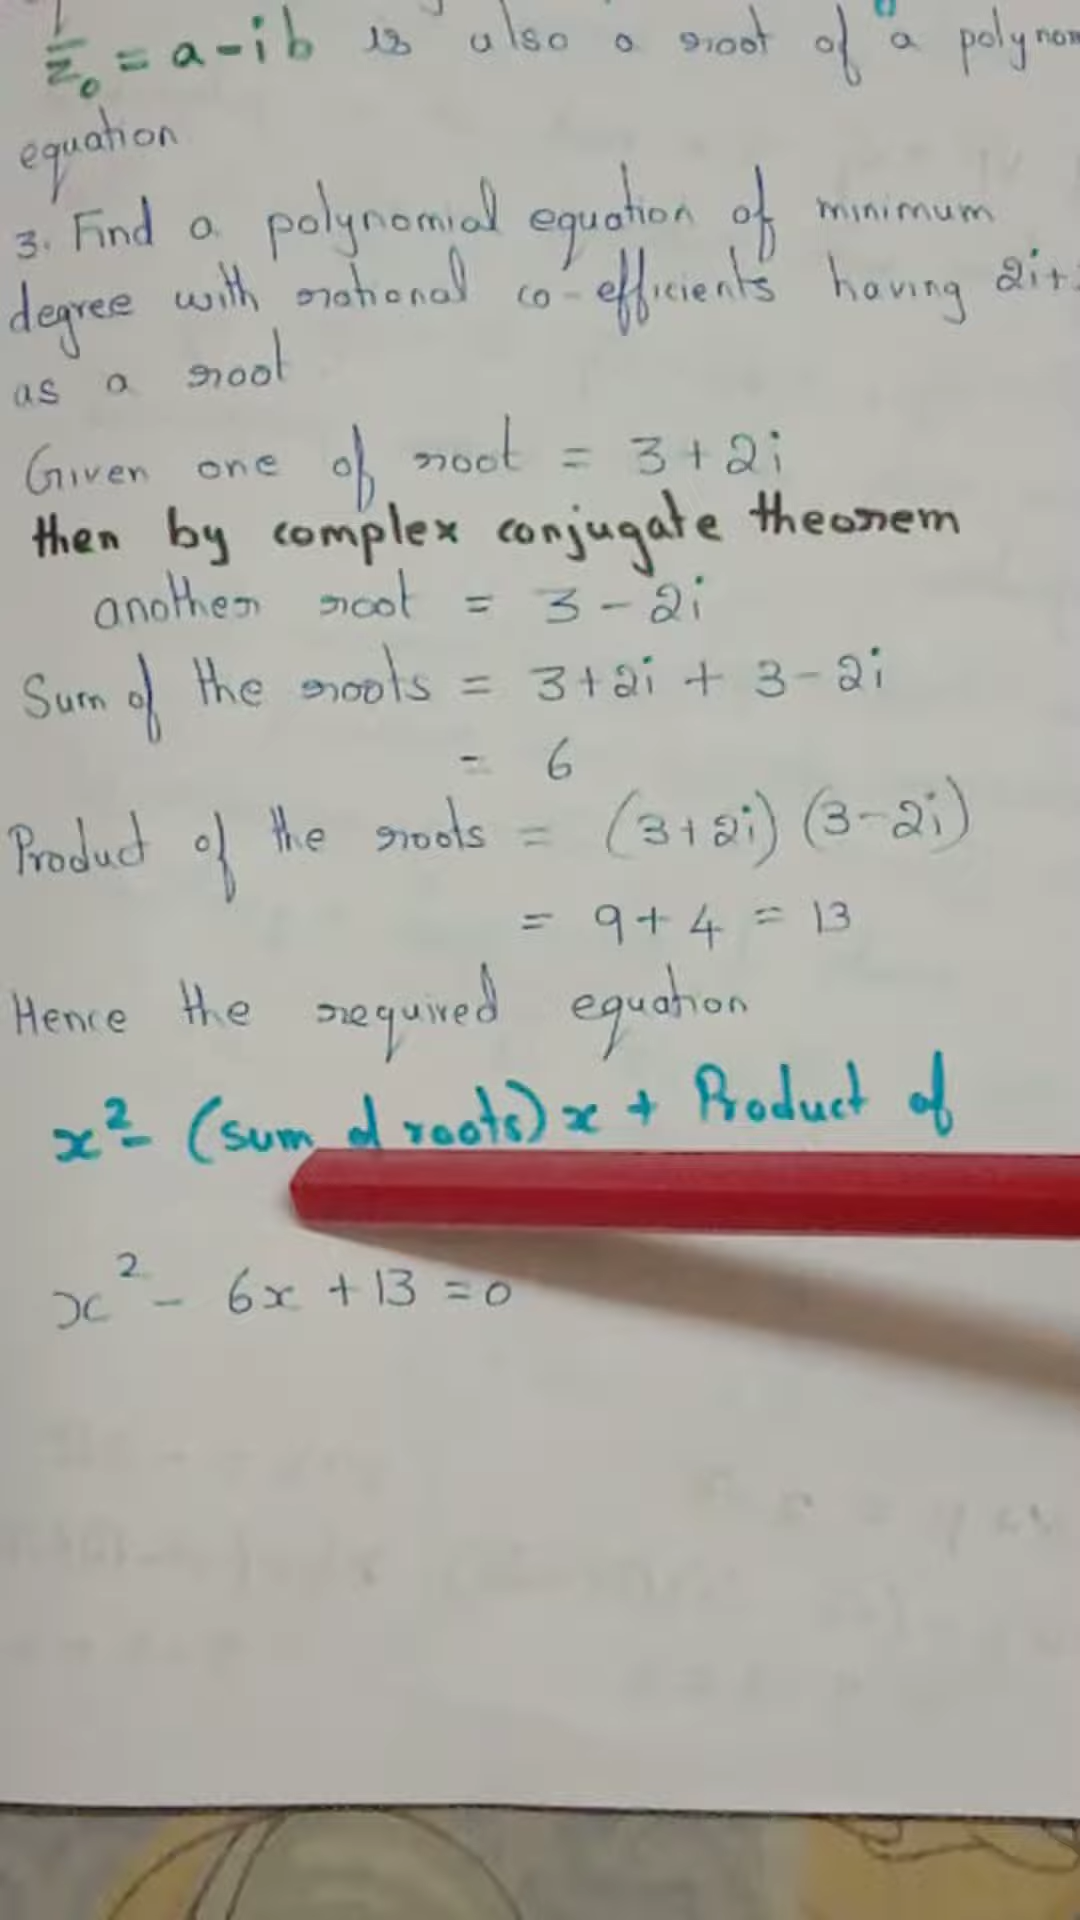 z̅₀ = a - ib is also a root of a
equation
3. Find a polynomial equation of minimum
degree with rational co-efficients having 2i+
as a root
Given one of root = 3 + 2i
then by complex conjugate theorem
another root = 3 - 2i
Sum of the roots = 3 + 2i + 3 - 2i
= 6
Product of the roots = (3 + 2i) (3 - 2i)
= 9 + 4 = 13
Hence the required equation
x² - (sum of roots) x + Product of
x² - 6x + 13 = 0